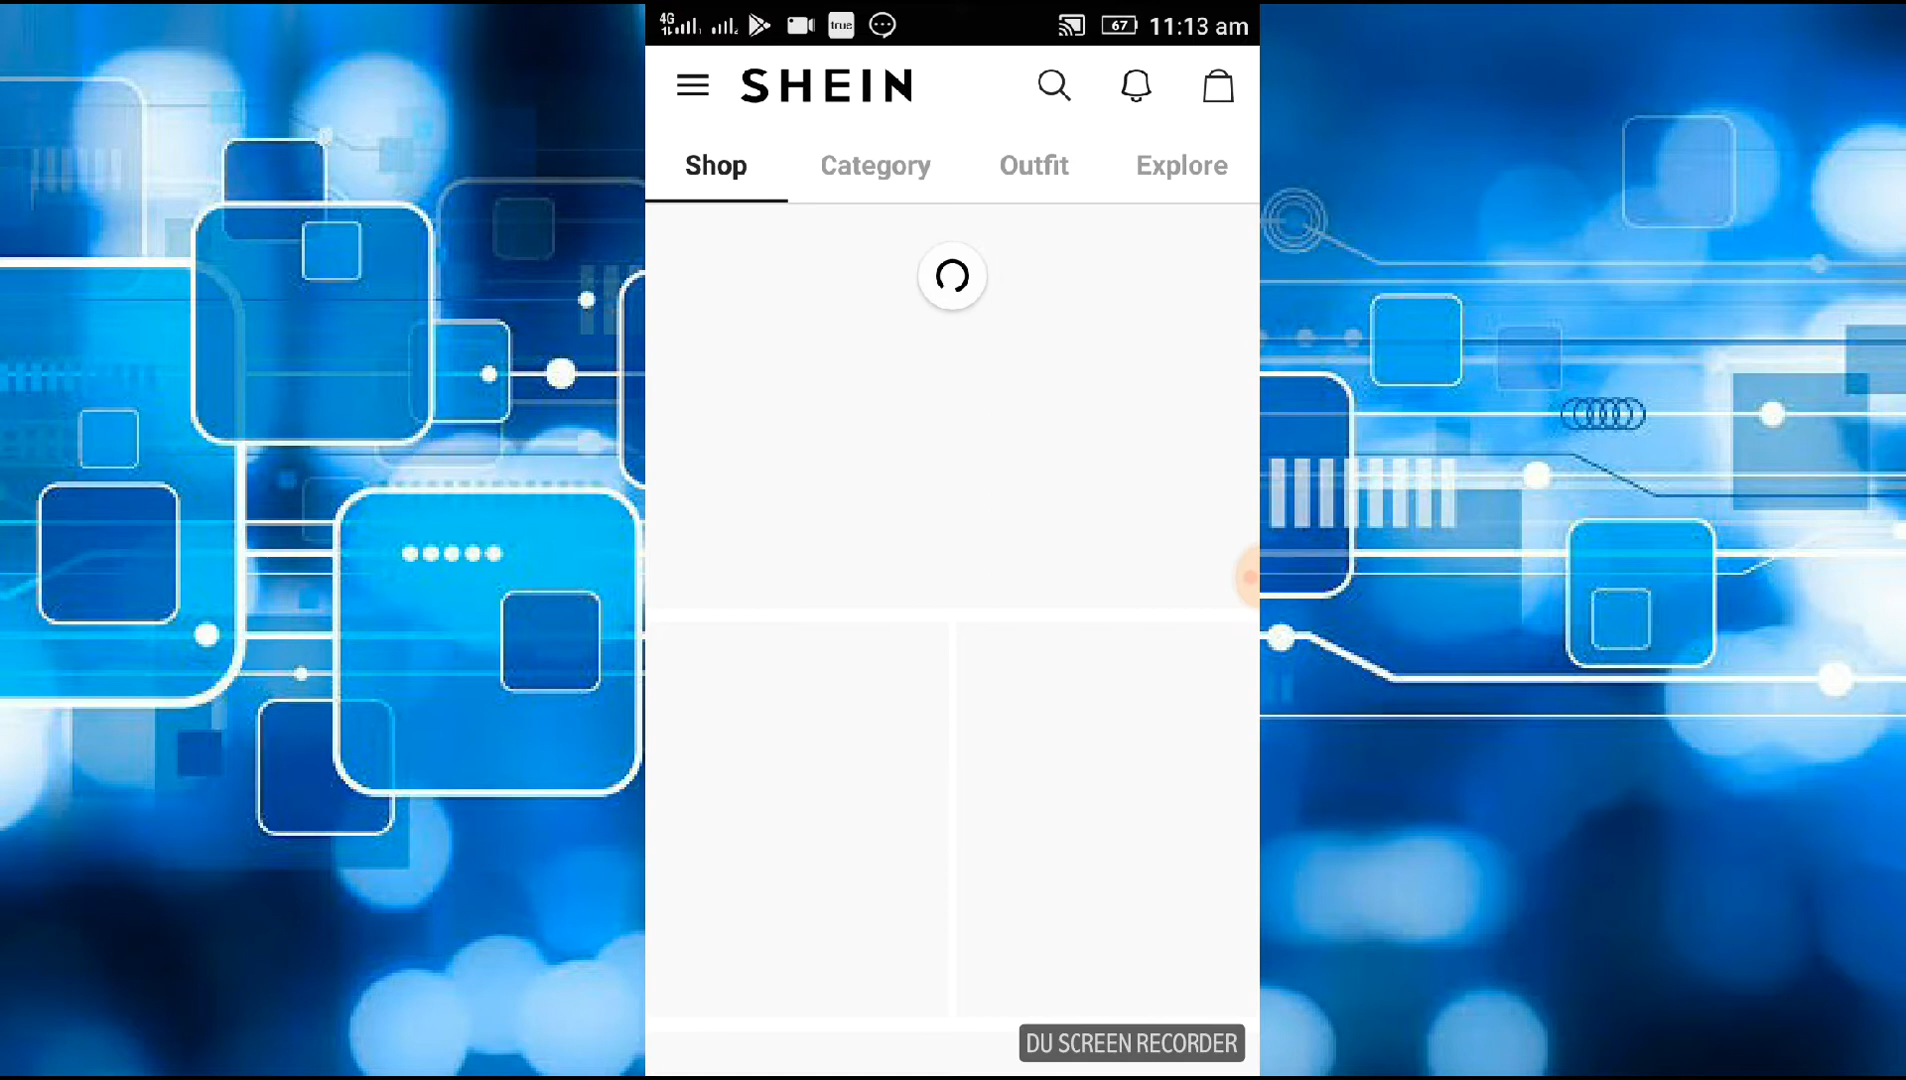 4G 67 11:13 am
true
SHEIN
Shop Category Outfit Explore
DU SCREEN RECORDER